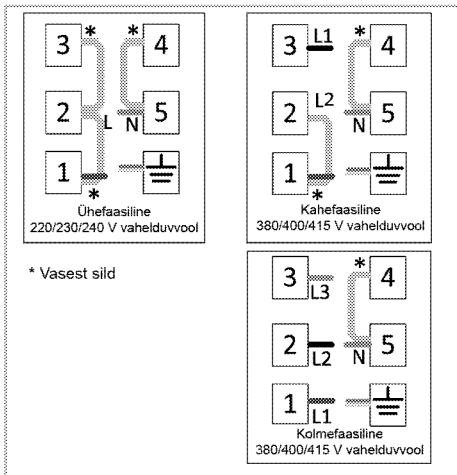 3 * * 4
2 L N 5
1 *
Ühefaasiline
220/230/240 V vahelduvvool
3 L1 * 4
2 L2 N 5
1 *
Kahefaasiline
380/400/415 V vahelduvvool
* Vasest sild
3 L3 * 4
2 L2 N 5
1 L1
Kolmefaasiline
380/400/415 V vahelduvvool